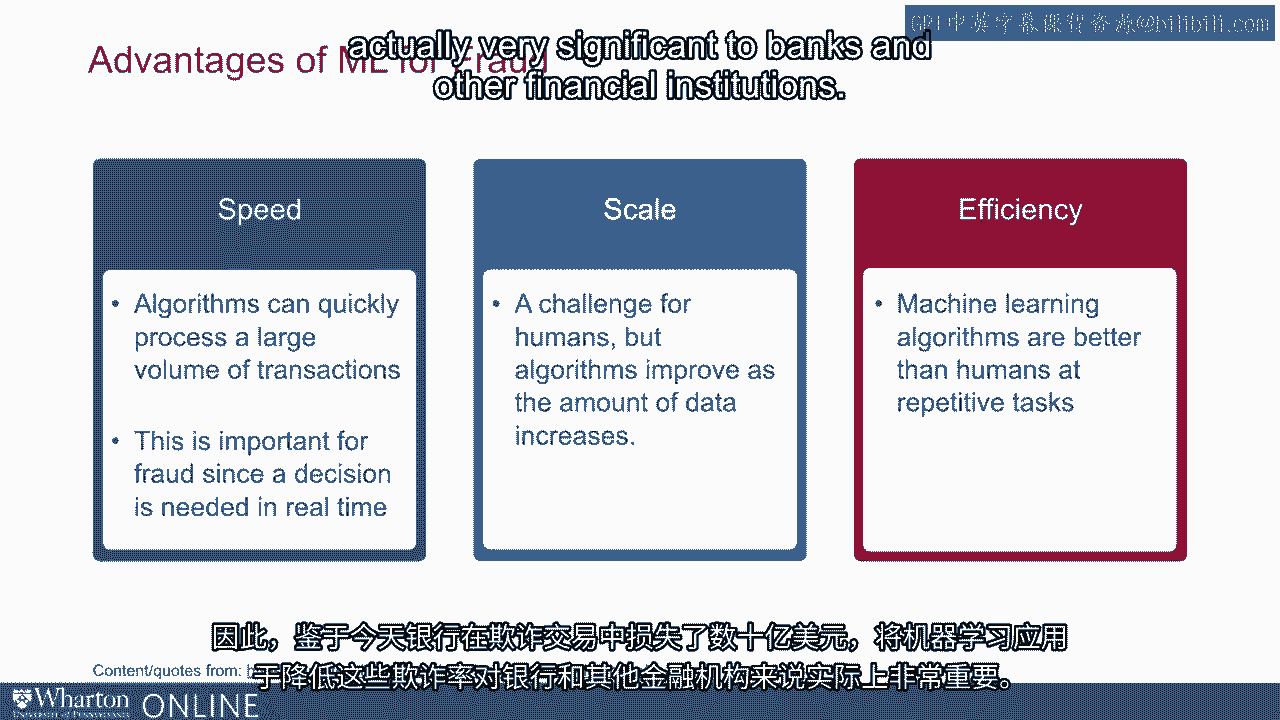 GPT中英字幕课程资源@bilibili.com
actually very significant to banks and
other financial institutions.
Advantages of ML for Fraud
Speed
• Algorithms can quickly
process a large
volume of transactions
• This is important for
fraud since a decision
is needed in real time
Scale
• A challenge for
humans, but
algorithms improve as
the amount of data
increases.
Efficiency
• Machine learning
algorithms are better
than humans at
repetitive tasks
因此，鉴于今天银行在欺诈交易中损失了数十亿美元，将机器学习应用
于降低这些欺诈率对银行和其他金融机构来说实际上非常重要。
Content/quotes from:
Wharton
UNIVERSITY of PENNSYLVANIA
ONLINE